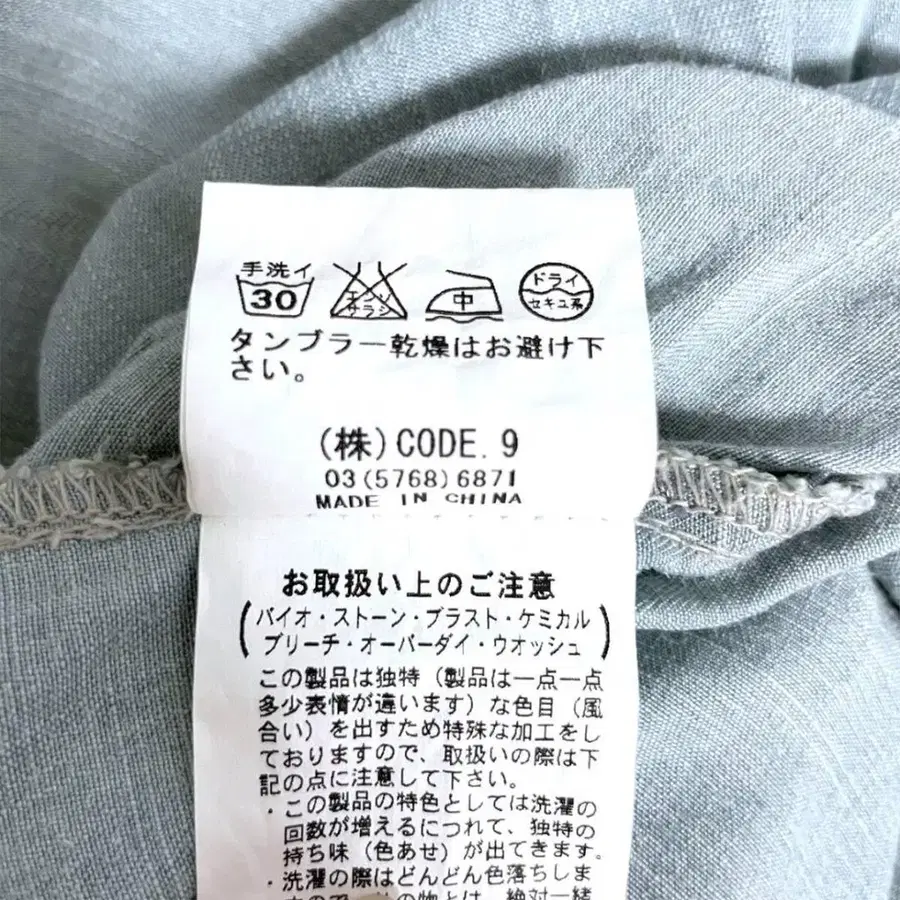 手洗イ
30
エンソ
サラシ
中
ドライ
セキユ系
タンブラー乾燥はお避け下
さい。
(株)CODE.9
03(5768)6871
MADE IN CHINA
お取扱い上のご注意
(バイオ・ストーン・ブラスト・ケミカル
ブリーチ・オーバーダイ・ウオッシュ)
この製品は独特(製品は一点一点
多少表情が違います)な色目(風
合い)を出すため特殊な加工をし
ておりますので、取扱いの際は下
記の点に注意して下さい。
・この製品の特色としては洗濯の
回数が増えるにつれて、独特の
持ち味(色あせ)が出てきます。
・洗濯の際はどんどん色落ちしま
の物とは、絶対一緒